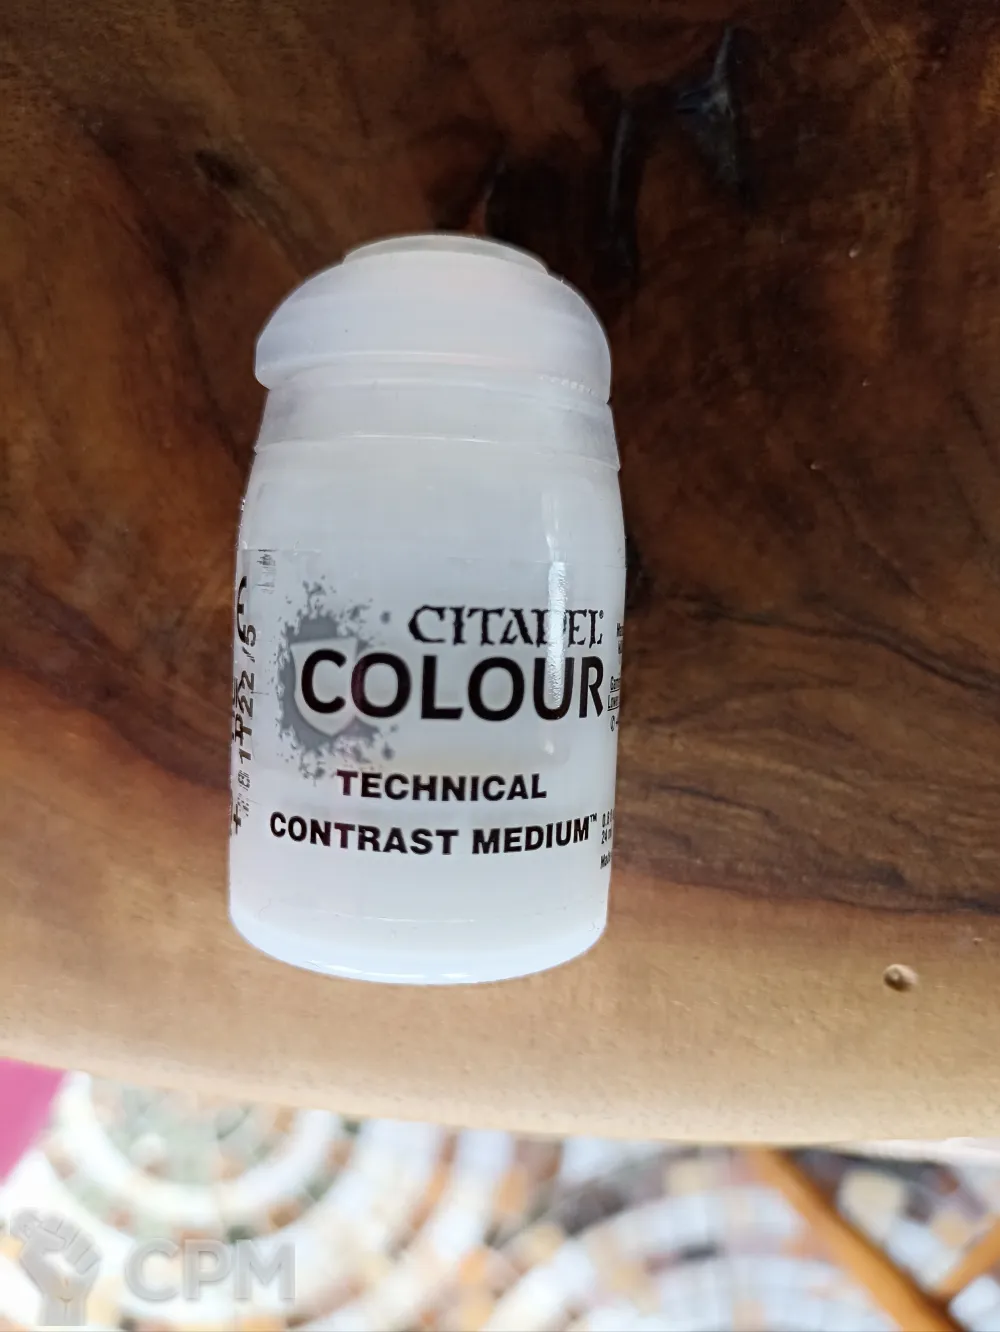 CITADEL®
COLOUR
TECHNICAL
CONTRAST MEDIUM™
CPM